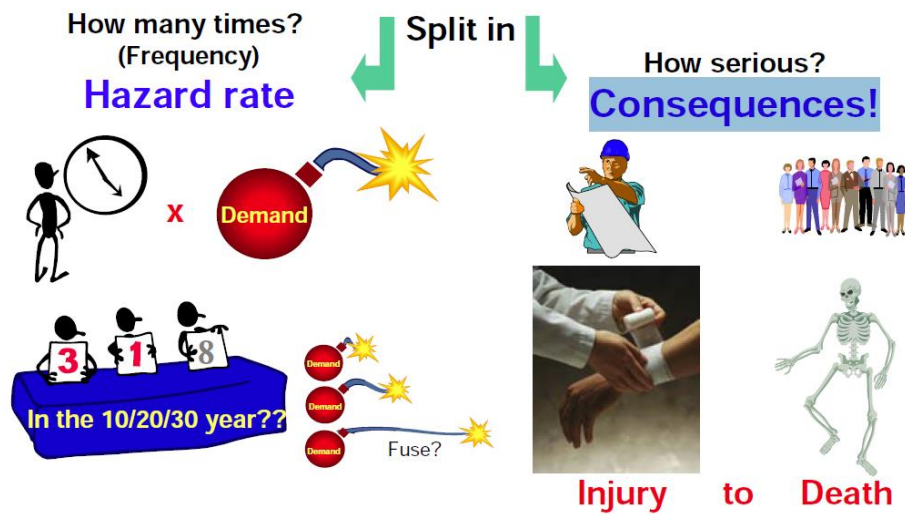 How many times?
(Frequency)
Hazard rate
Split in
How serious?
Consequences!
x
Demand
3
1
8
In the 10/20/30 year??
Demand
Demand
Demand
Fuse?
Injury to Death